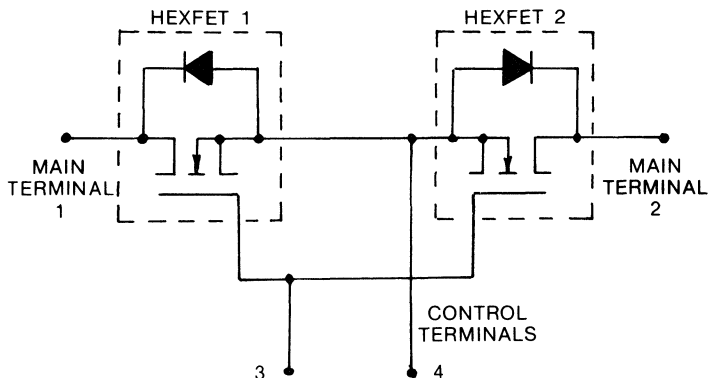 HEXFET 1
HEXFET 2
MAIN
TERMINAL
1
MAIN
TERMINAL
2
CONTROL
TERMINALS
3
4